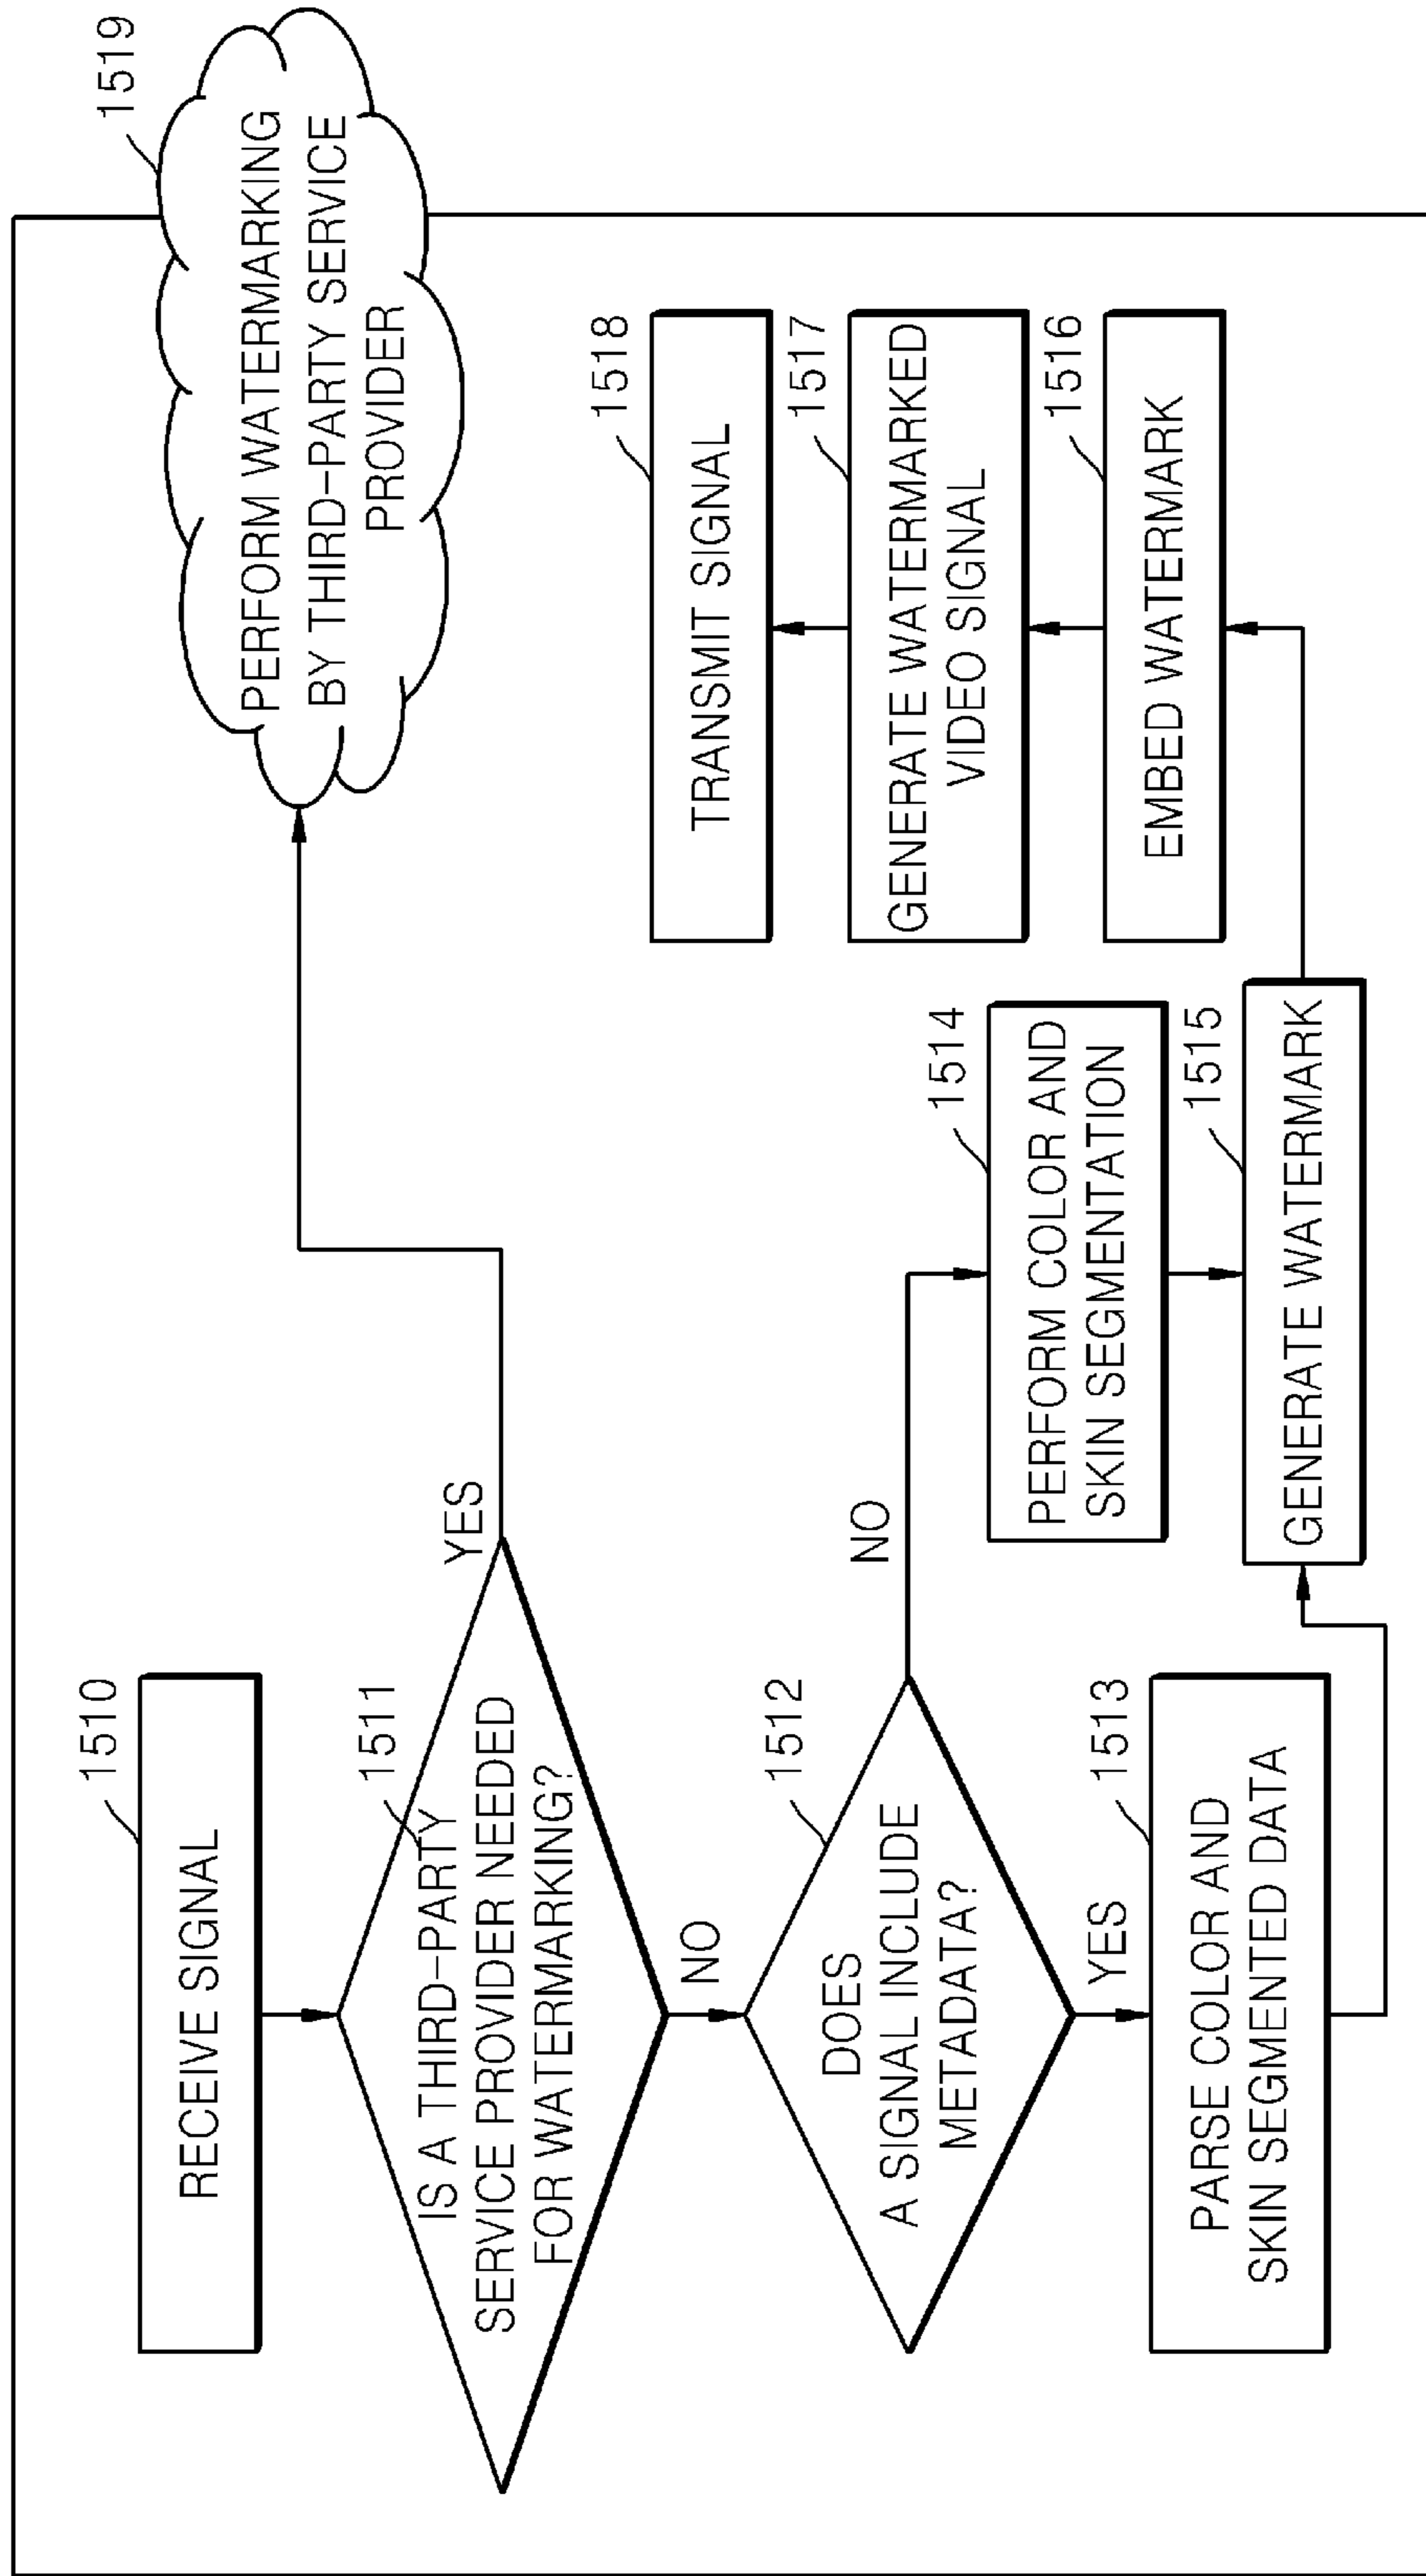 1510
RECEIVE SIGNAL
1511
IS A THIRD-PARTY
SERVICE PROVIDER NEEDED
FOR WATERMARKING?
YES
NO
1519
PERFORM WATERMARKING
BY THIRD-PARTY SERVICE
PROVIDER
1512
DOES
A SIGNAL INCLUDE
METADATA?
NO
YES
1513
PARSE COLOR AND
SKIN SEGMENTED DATA
1514
PERFORM COLOR AND
SKIN SEGMENTATION
1515
GENERATE WATERMARK
1516
EMBED WATERMARK
1517
GENERATE WATERMARKED
VIDEO SIGNAL
1518
TRANSMIT SIGNAL